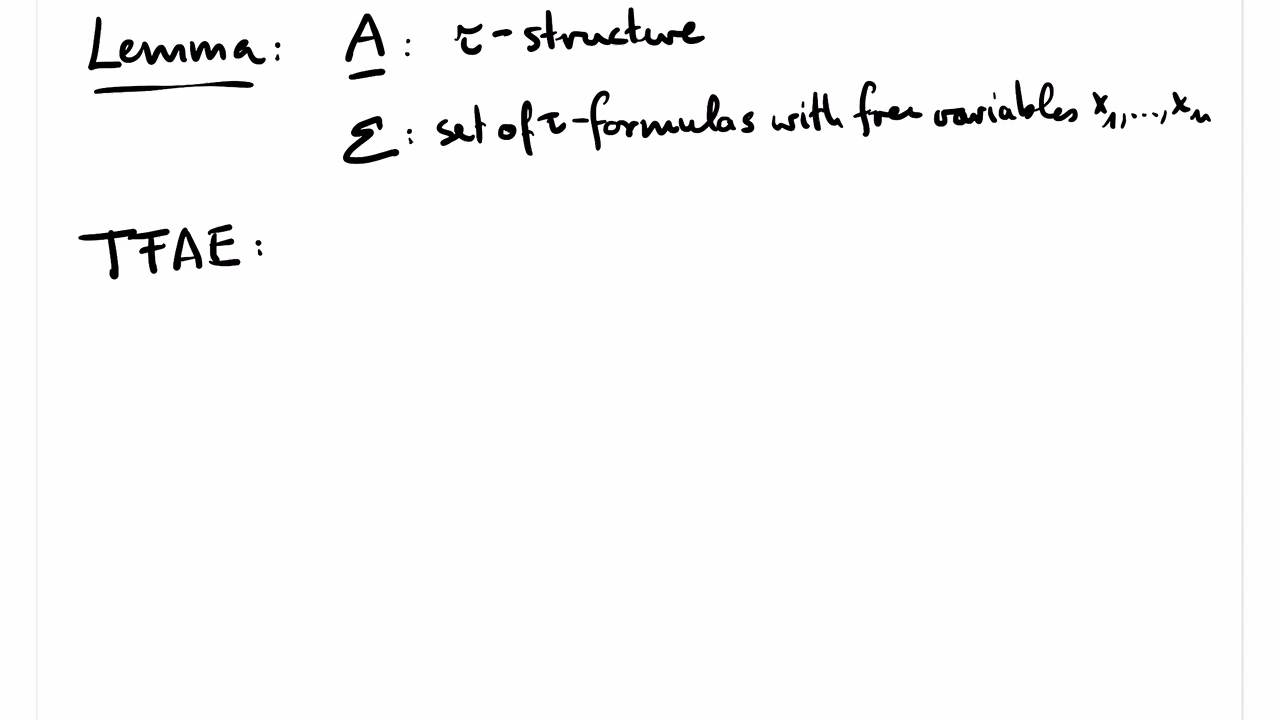 Lemma: A: τ-structure
Σ: set of τ-formulas with free variables x₁,...,xₙ
TFAE: